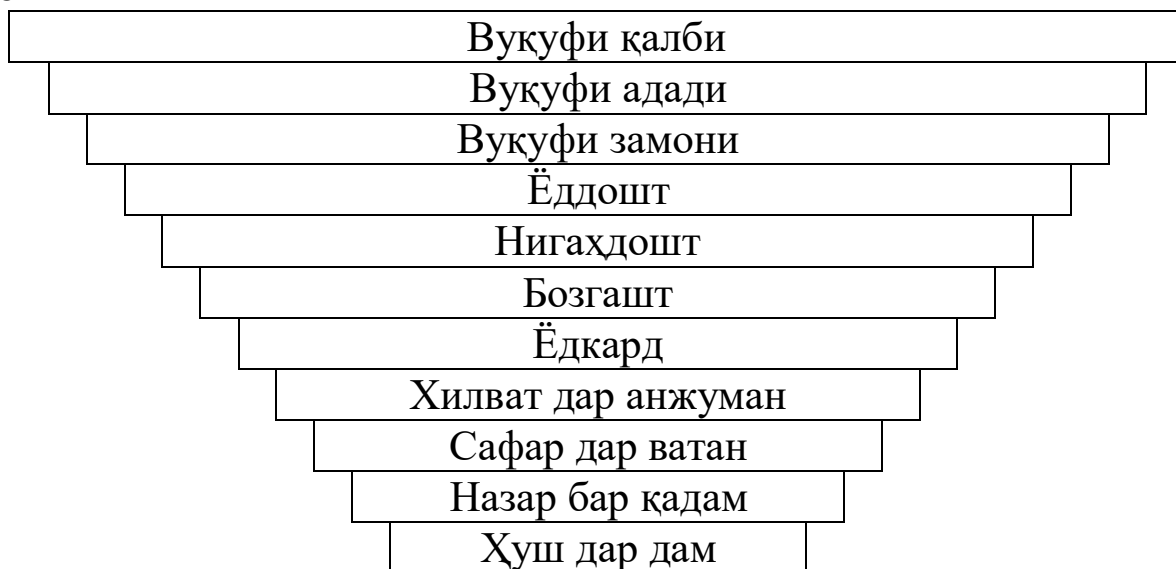 Вуқуфи қалби
Вуқуфи адади
Вуқуфи замони
Ёддошт
Нигаҳдошт
Бозгашт
Ёдкард
Хилват дар анжуман
Сафар дар ватан
Назар бар қадам
Ҳуш дар дам